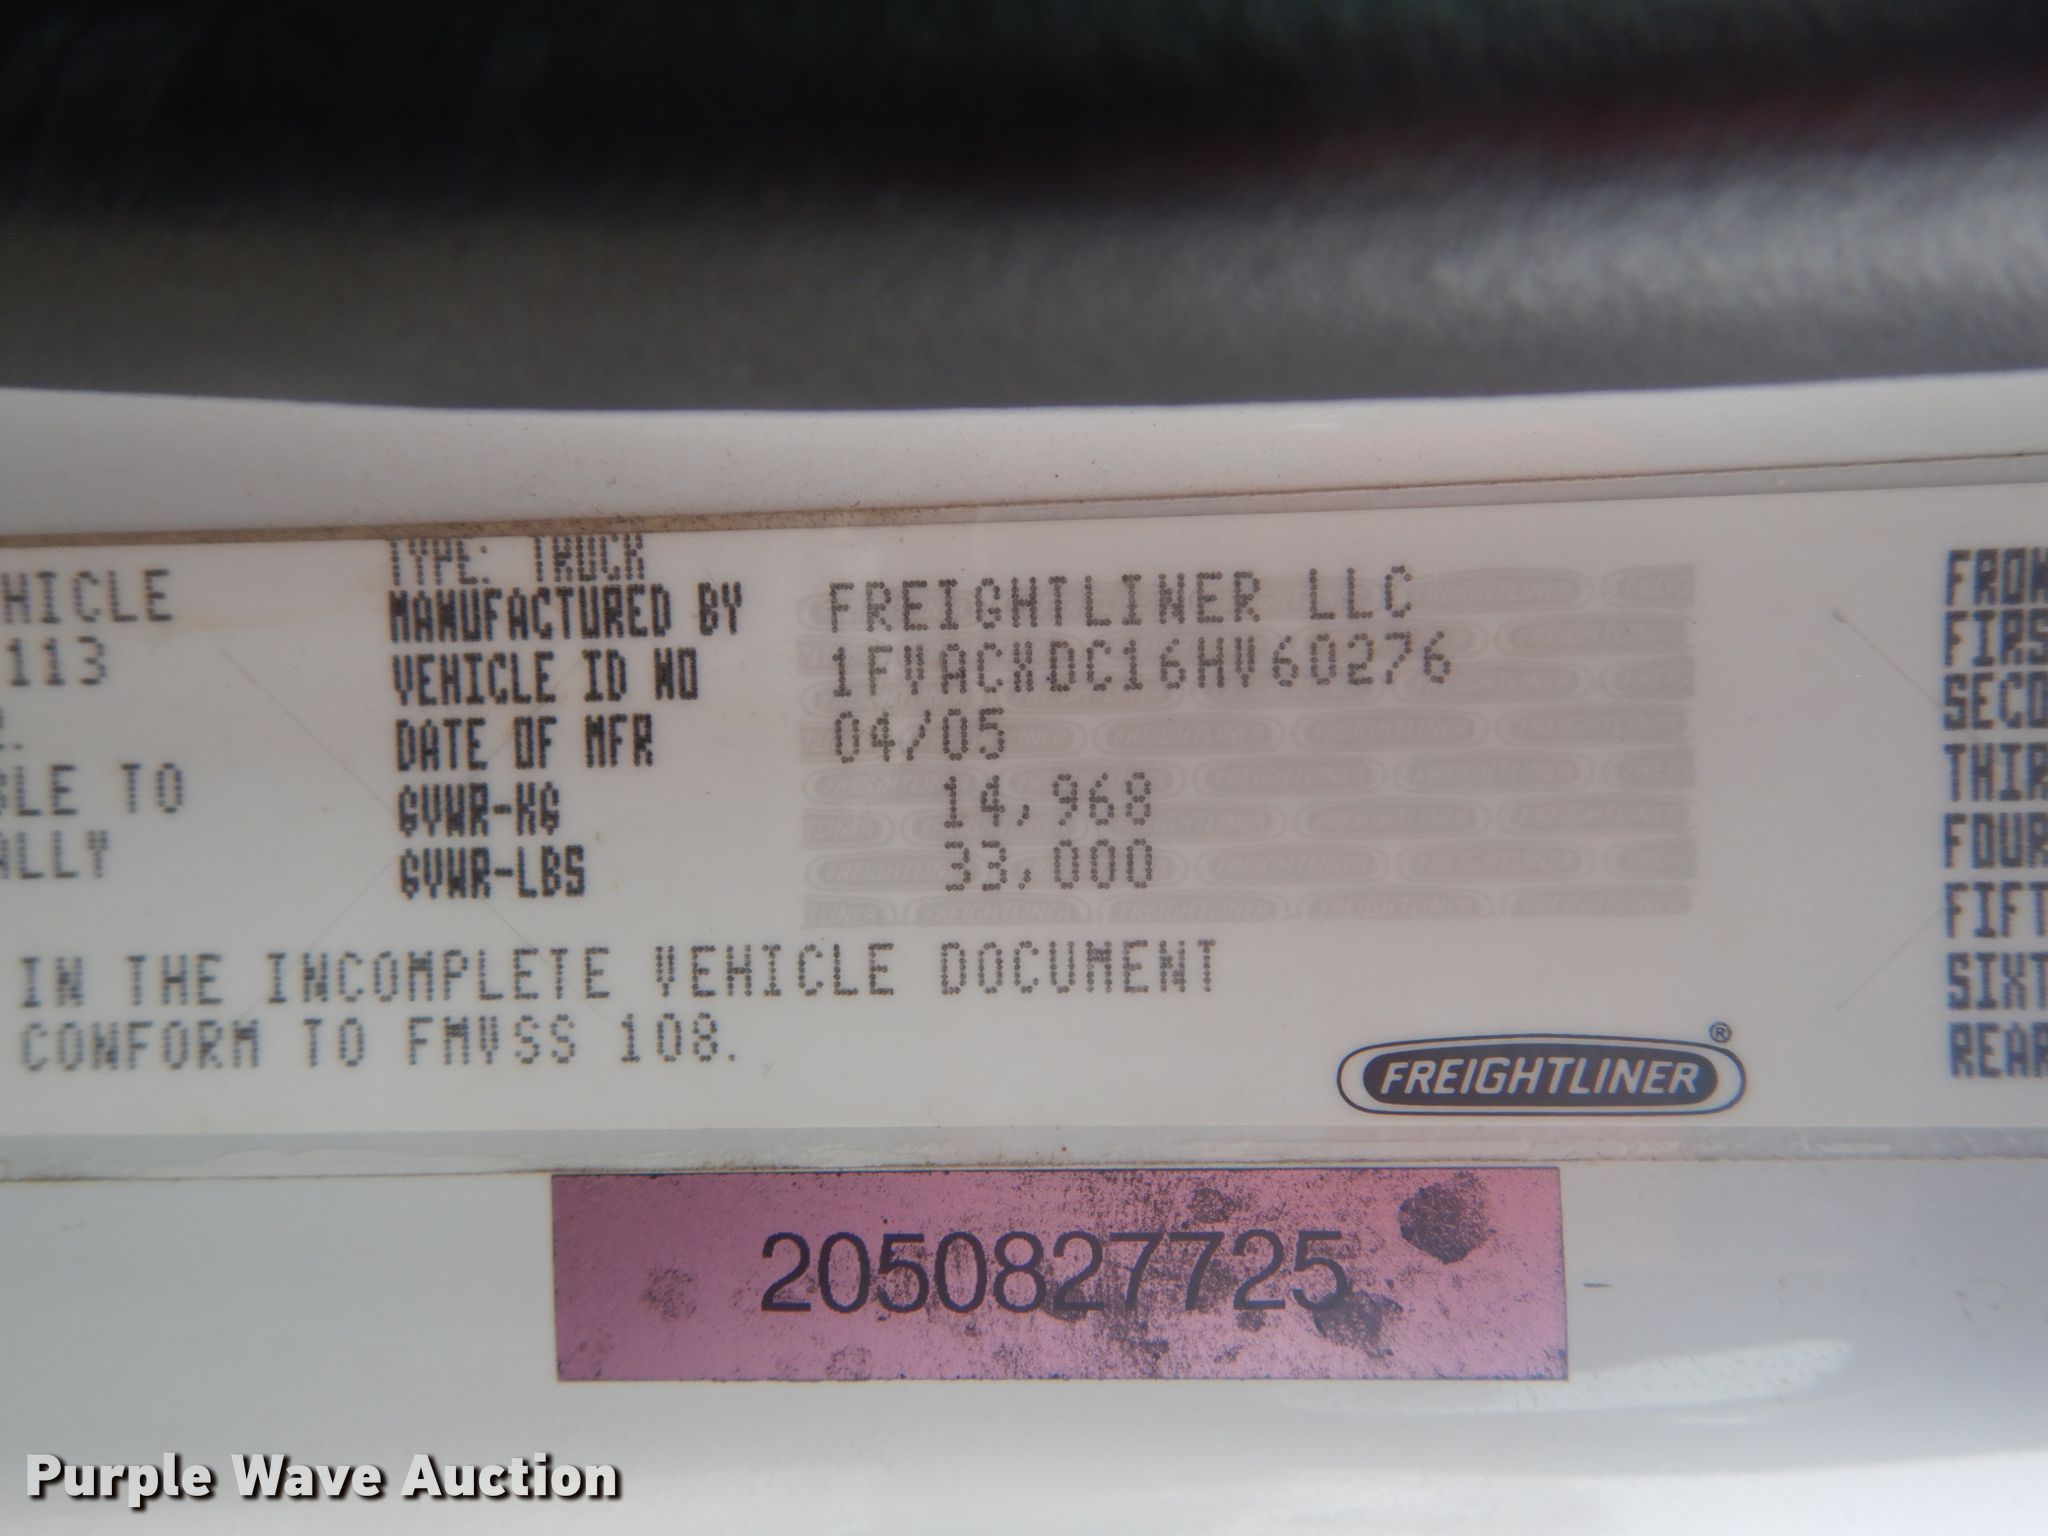 HICLE
113
LE TO
ALLY
TYPE: TRUCK
MANUFACTURED BY FREIGHTLINER LLC
VEHICLE ID NO 1FVACXDC16HV60276
DATE OF MFR 04/05
GVWR-KG 14,968
GVWR-LBS 33,000
IN THE INCOMPLETE VEHICLE DOCUMENT
CONFORM TO FMVSS 108.
FREIGHTLINER®
FRON
FIRS
SECO
THIR
FOUR
FIFT
SIXT
REAR
2050827725
Purple Wave Auction